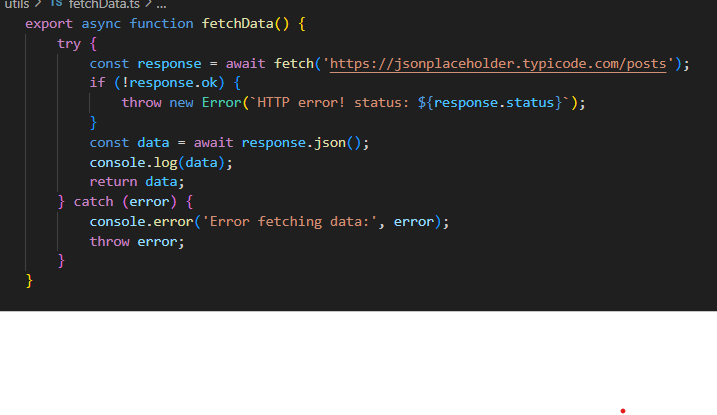 utils > TS fetchData.ts > ...
export async function fetchData() {
    try {
        const response = await fetch('https://jsonplaceholder.typicode.com/posts');
        if (!response.ok) {
            throw new Error(`HTTP error! status: ${response.status}`);
        }
        const data = await response.json();
        console.log(data);
        return data;
    } catch (error) {
        console.error('Error fetching data:', error);
        throw error;
    }
}